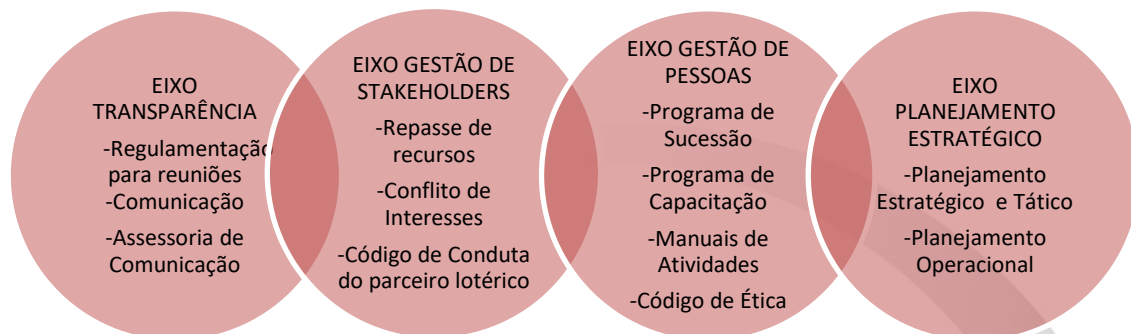 EIXO
TRANSPARÊNCIA
-Regulamentação
para reuniões
-Comunicação
-Assessoria de
Comunicação
EIXO GESTÃO DE
STAKEHOLDERS
-Repasse de
recursos
-Conflito de
Interesses
-Código de Conduta
do parceiro lotérico
EIXO GESTÃO DE
PESSOAS
-Programa de
Sucessão
-Programa de
Capacitação
-Manuais de
Atividades
-Código de Ética
EIXO
PLANEJAMENTO
ESTRATÉGICO
-Planejamento
Estratégico e Tático
-Planejamento
Operacional